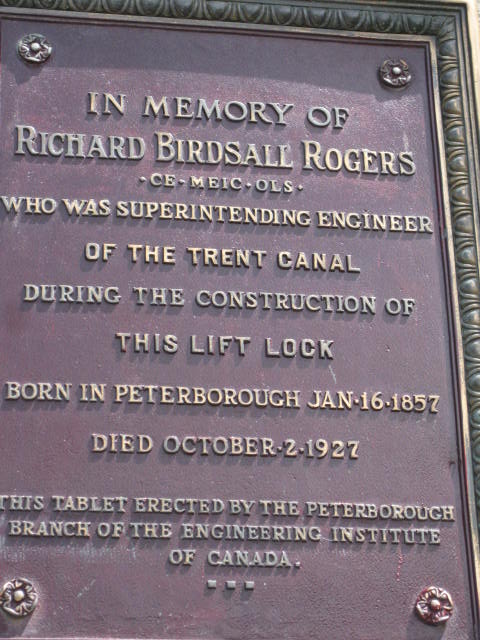 IN MEMORY OF
RICHARD BIRDSALL ROGERS
·CE·MEIC·OLS·
WHO WAS SUPERINTENDING ENGINEER
OF THE TRENT CANAL
DURING THE CONSTRUCTION OF
THIS LIFT LOCK
BORN IN PETERBOROUGH JAN·16·1857
DIED OCTOBER·2·1927
THIS TABLET ERECTED BY THE PETERBOROUGH
BRANCH OF THE ENGINEERING INSTITUTE
OF CANADA.